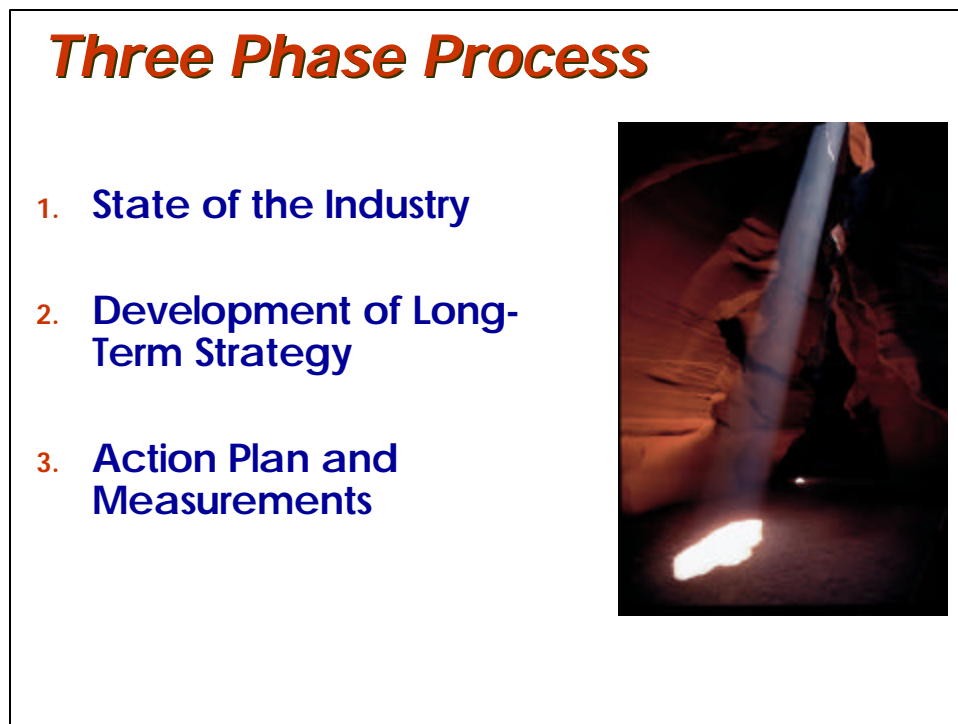 Three Phase Process
1. State of the Industry
2. Development of Long-
Term Strategy
3. Action Plan and
Measurements